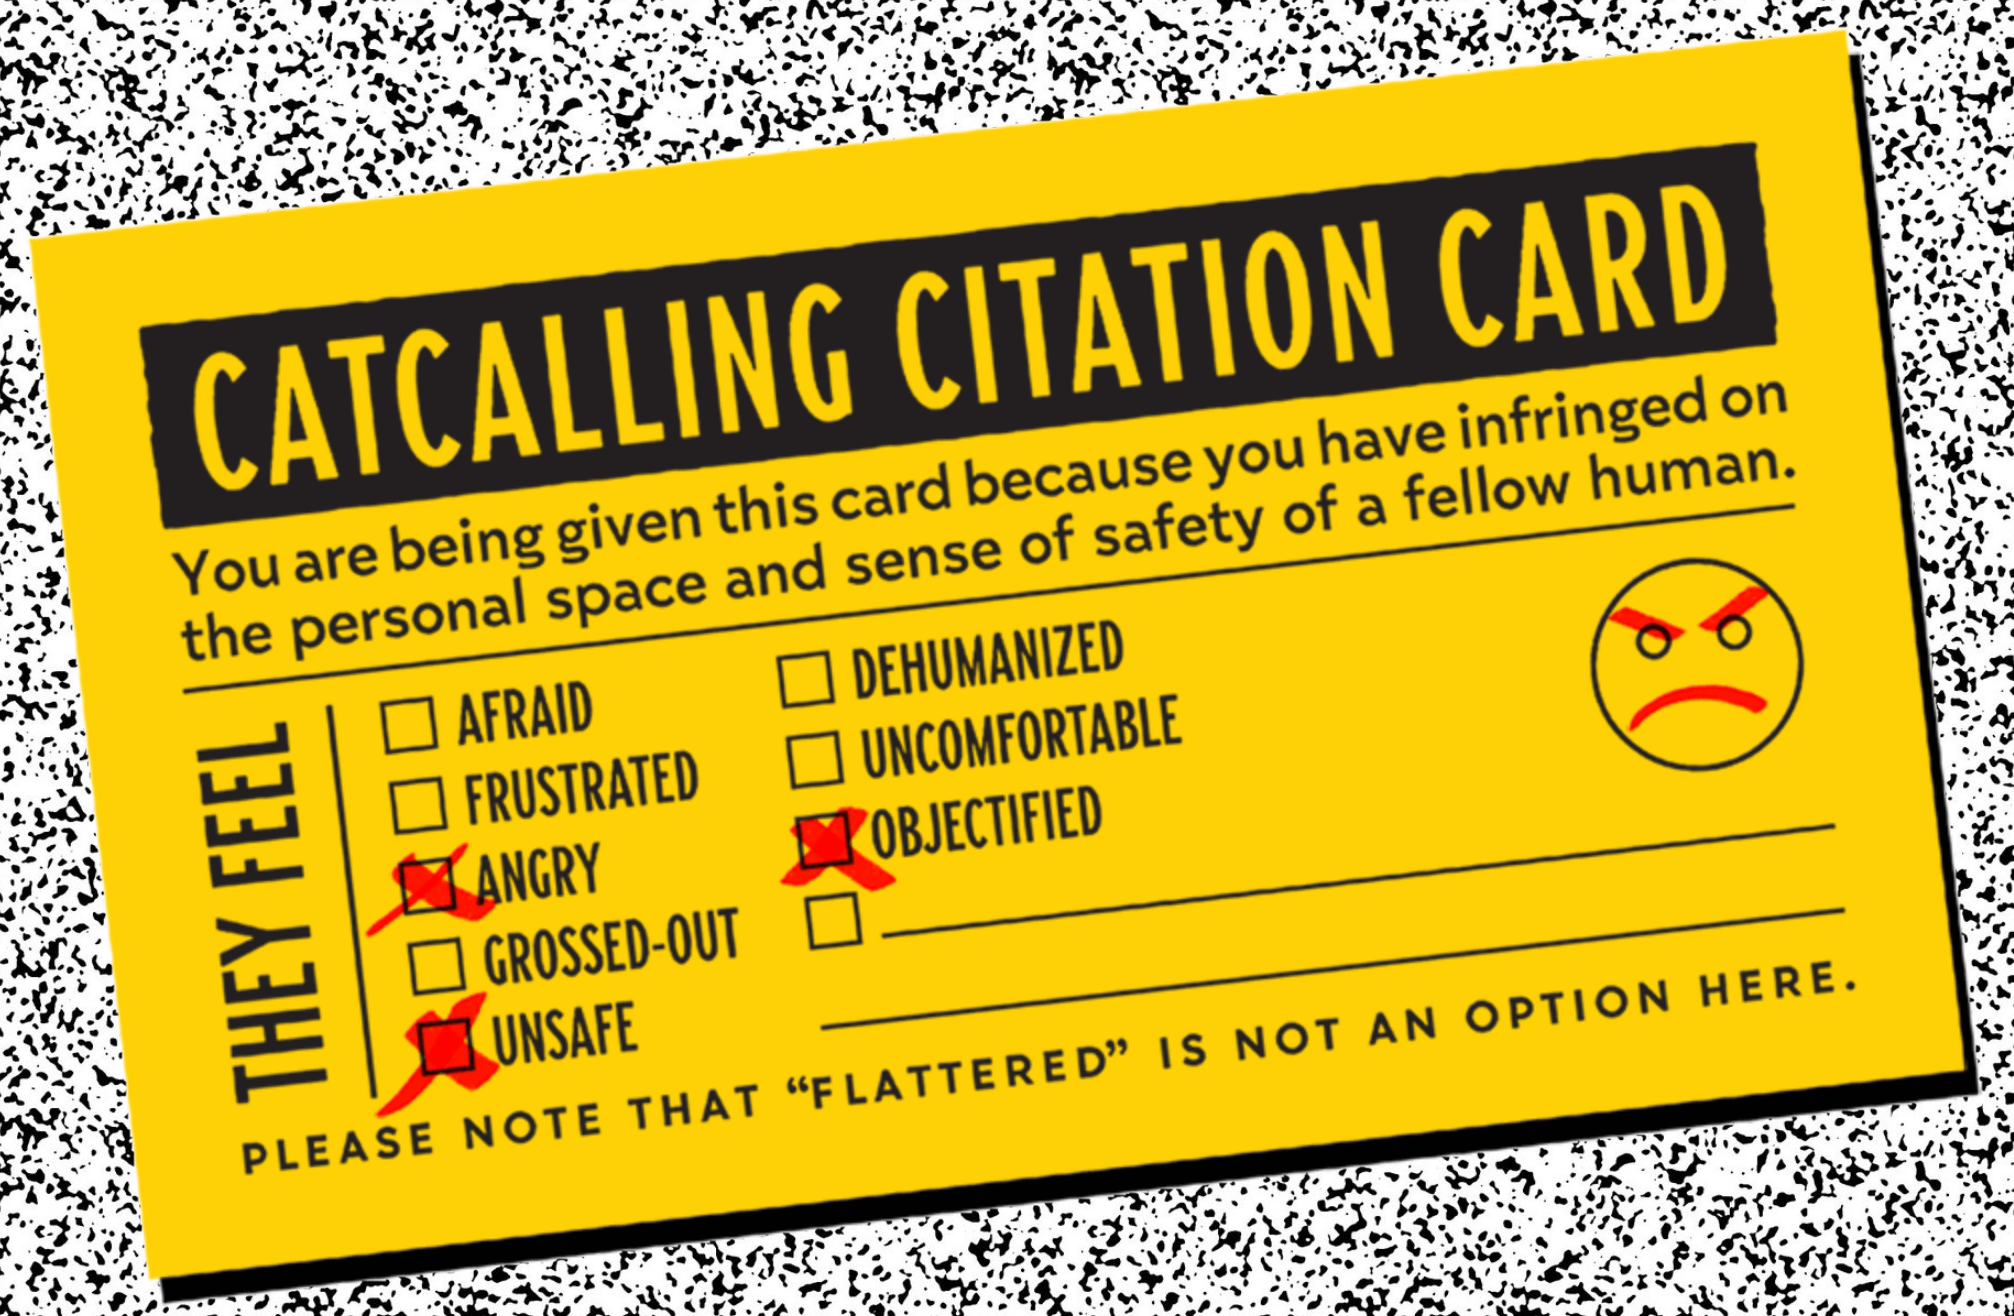 CATCALLING CITATION CARD
You are being given this card because you have infringed on
the personal space and sense of safety of a fellow human.
THEY FEEL
AFRAID
FRUSTRATED
ANGRY
GROSSED-OUT
UNSAFE
DEHUMANIZED
UNCOMFORTABLE
OBJECTIFIED
PLEASE NOTE THAT “FLATTERED” IS NOT AN OPTION HERE.